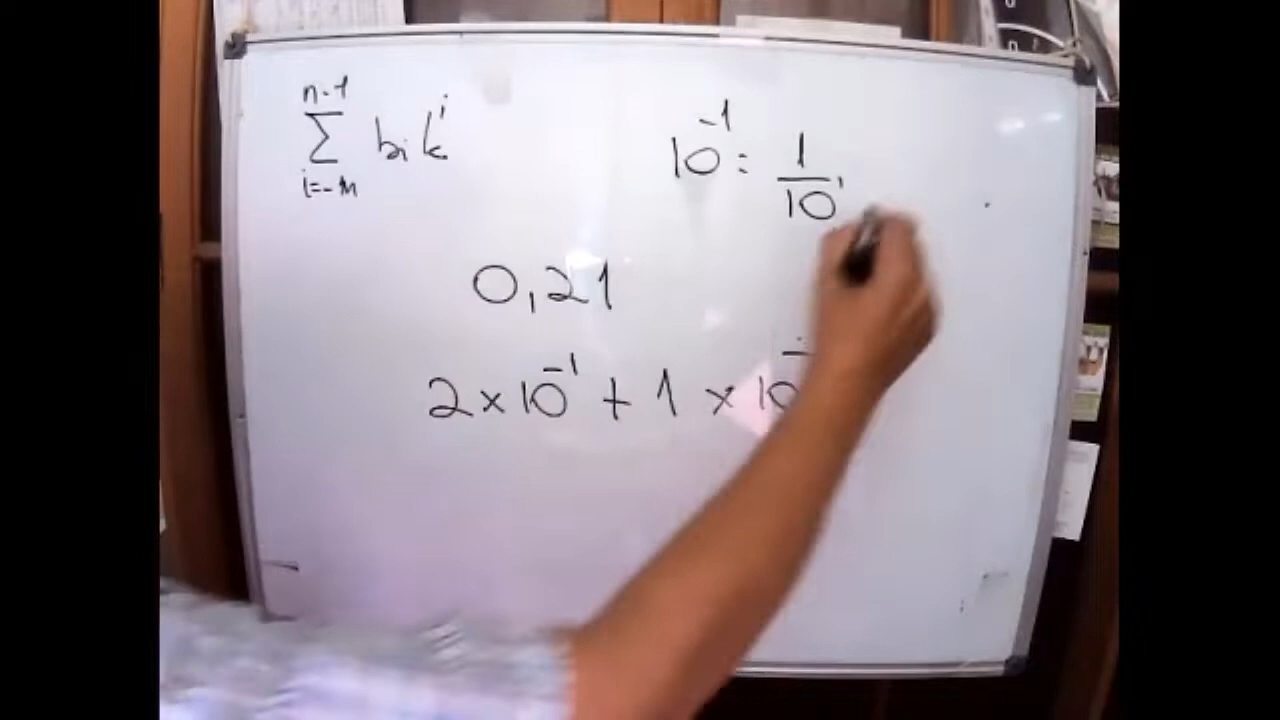 n-1
∑ bi k^i
i=-m
10^-1 = 1/10^1
0,21
2×10^-1 + 1 ×10^-